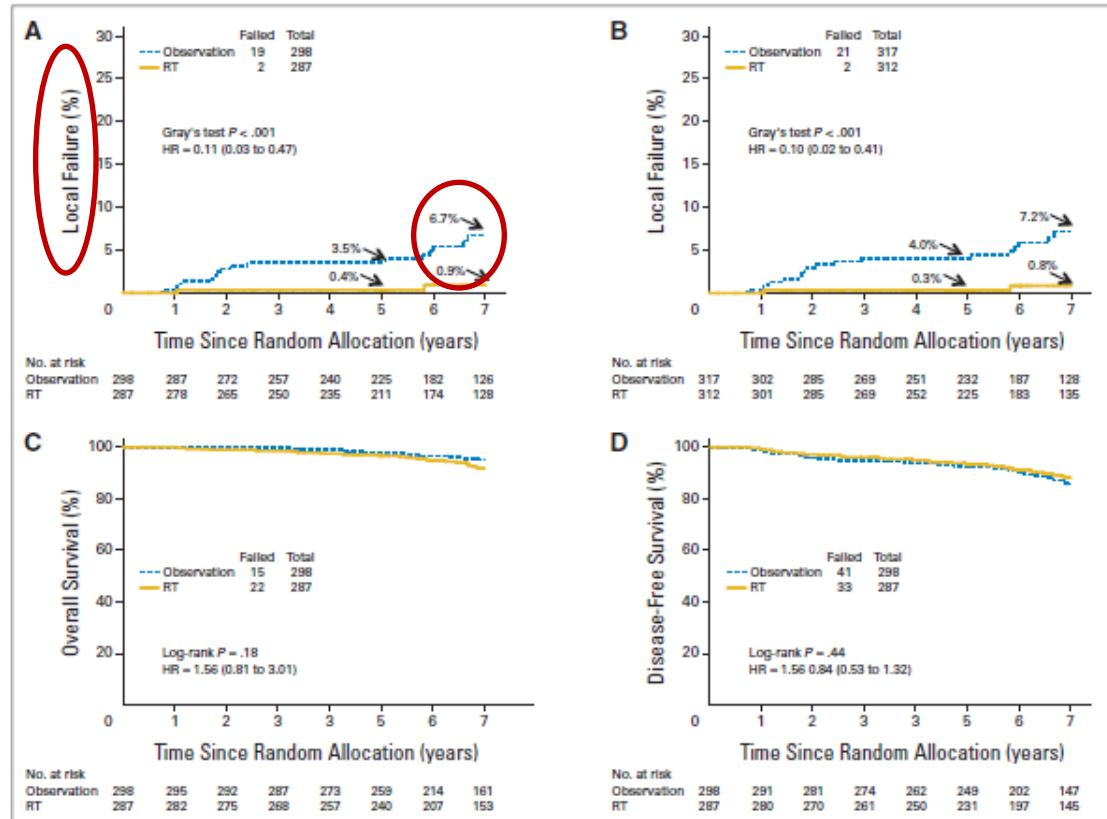 A
Failed Total
Observation 19 298
RT 2 287
Gray's test P < .001
HR = 0.11 (0.03 to 0.47)
6.7%
3.5%
0.4%
0.9%
30
25
20
15
10
5
Local Failure (%)
0 1 2 3 4 5 6 7
Time Since Random Allocation (years)
No. at risk
Observation 298 287 272 257 240 225 182 126
RT 287 278 265 250 235 211 174 128
B
Failed Total
Observation 21 317
RT 2 312
Gray's test P < .001
HR = 0.10 (0.02 to 0.41)
7.2%
4.0%
0.3%
0.8%
30
25
20
15
10
5
Local Failure (%)
0 1 2 3 4 5 6 7
Time Since Random Allocation (years)
No. at risk
Observation 317 302 285 269 251 232 187 128
RT 312 301 285 269 252 225 183 135
C
100
80
60
40
20
Overall Survival (%)
Failed Total
Observation 15 298
RT 22 287
Log-rank P = .18
HR = 1.56 (0.81 to 3.01)
0 1 2 3 3 5 6 7
Time Since Random Allocation (years)
No. at risk
Observation 298 295 292 287 273 259 214 161
RT 287 282 275 268 257 240 207 153
D
100
80
60
40
20
Disease-Free Survival (%)
Failed Total
Observation 41 298
RT 33 287
Log-rank P = .44
HR = 1.56 0.84 (0.53 to 1.32)
0 1 2 3 3 5 6 7
Time Since Random Allocation (years)
No. at risk
Observation 298 291 281 274 262 249 202 147
RT 287 280 270 261 250 231 197 145